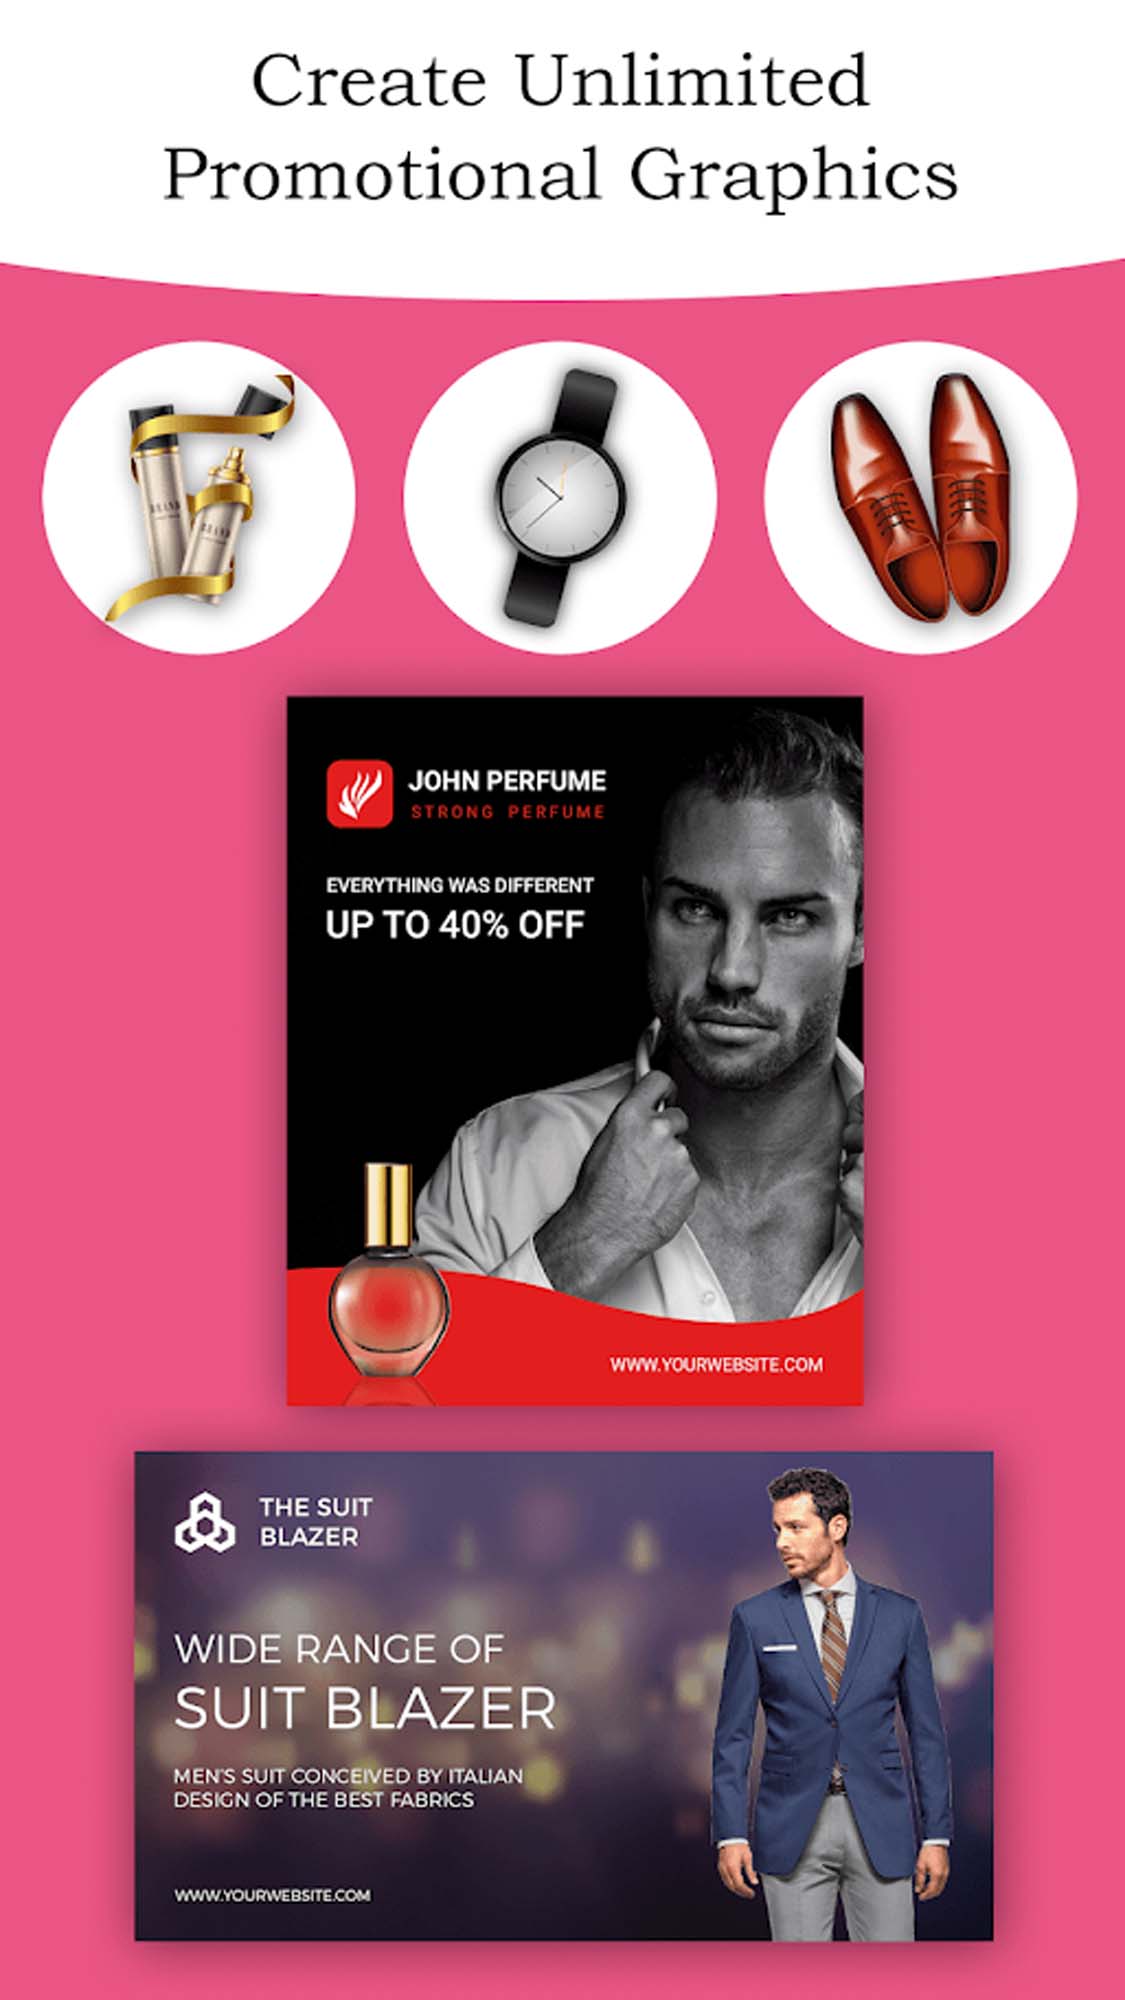 Create Unlimited
Promotional Graphics
BRAND
BRAND
JOHN PERFUME
STRONG PERFUME
EVERYTHING WAS DIFFERENT
UP TO 40% OFF
WWW.YOURWEBSITE.COM
THE SUIT
BLAZER
WIDE RANGE OF
SUIT BLAZER
MEN'S SUIT CONCEIVED BY ITALIAN
DESIGN OF THE BEST FABRICS
WWW.YOURWEBSITE.COM